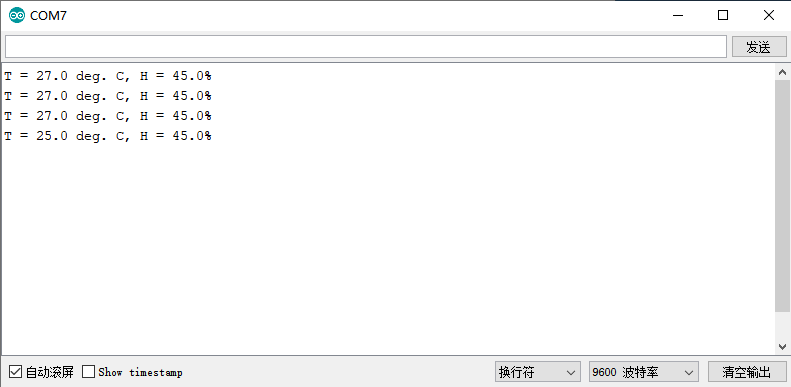 COM7
发送
T = 27.0 deg. C, H = 45.0%
T = 27.0 deg. C, H = 45.0%
T = 27.0 deg. C, H = 45.0%
T = 25.0 deg. C, H = 45.0%
自动滚屏 Show timestamp 换行符 9600 波特率 清空输出